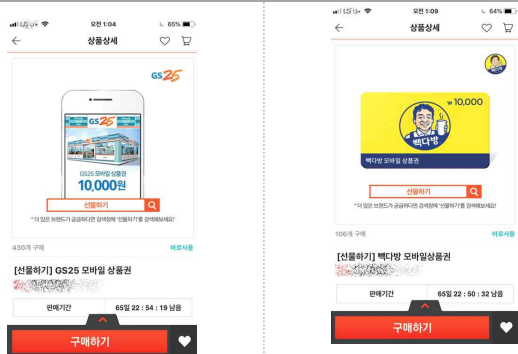 오전 1:04
65%
상품상세
GS25
GS25
GS25 모바일 상품권
10,000원
선물하기
* 더 많은 브랜드가 궁금하다면 검색창에 '선물하기'를 검색해보세요!
430개 구매
바로사용
[선물하기] GS25 모바일 상품권
판매기간
65일 22 : 54 : 19 남음
구매하기
오전 1:09
64%
상품상세
₩10,000
빽다방
빽다방 모바일 상품권
선물하기
* 더 많은 브랜드가 궁금하다면 검색창에 '선물하기'를 검색해보세요!
106개 구매
바로사용
[선물하기] 빽다방 모바일상품권
판매기간
65일 22 : 50 : 32 남음
구매하기